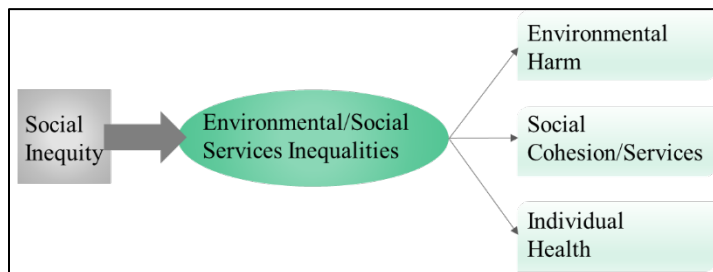 Social
Inequity
Environmental/Social
Services Inequalities
Environmental
Harm
Social
Cohesion/Services
Individual
Health